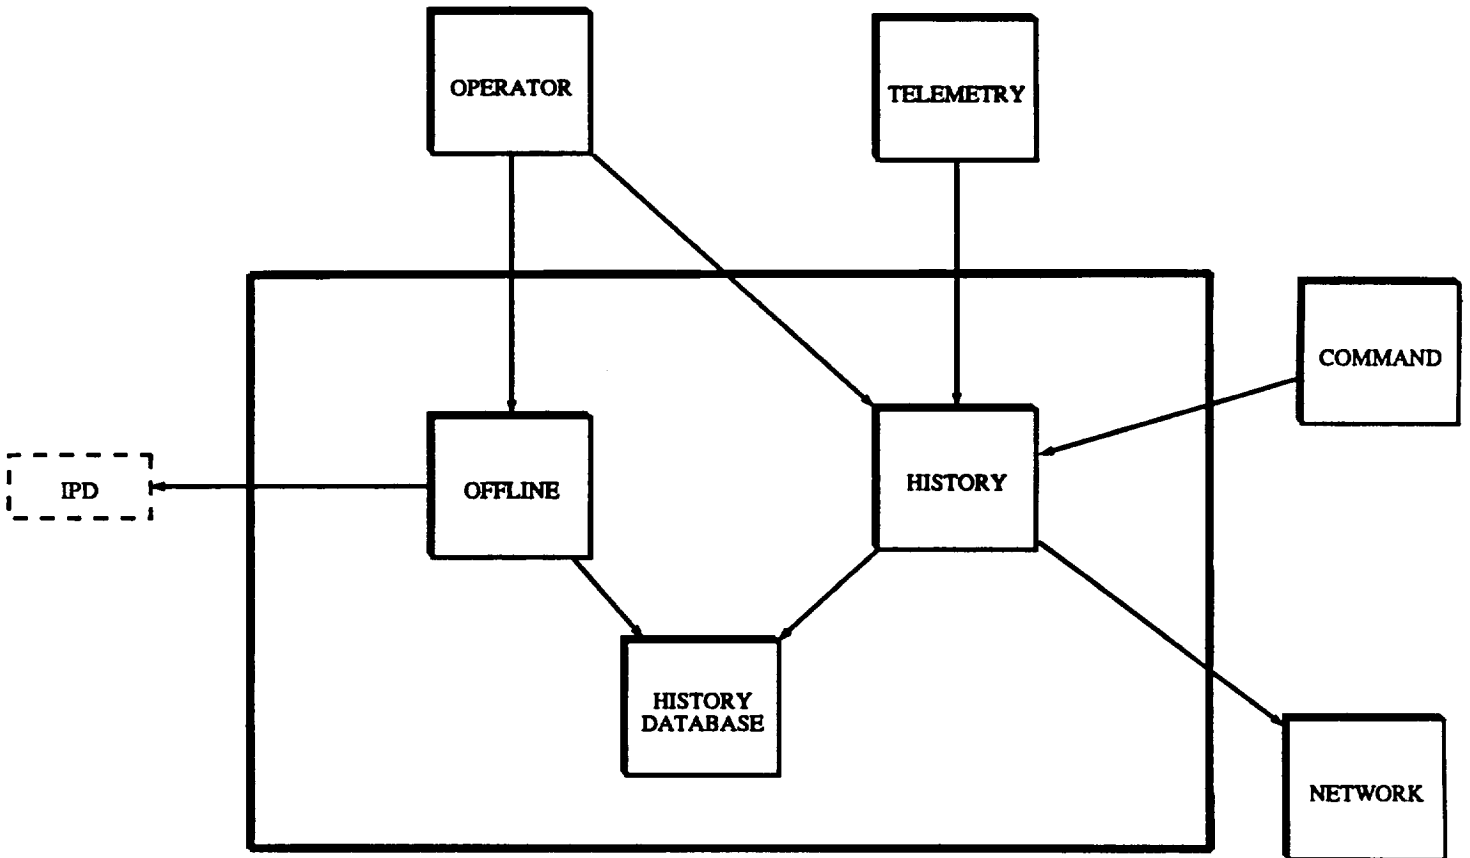 OPERATOR
TELEMETRY
COMMAND
IPD
OFFLINE
HISTORY
HISTORY
DATABASE
NETWORK